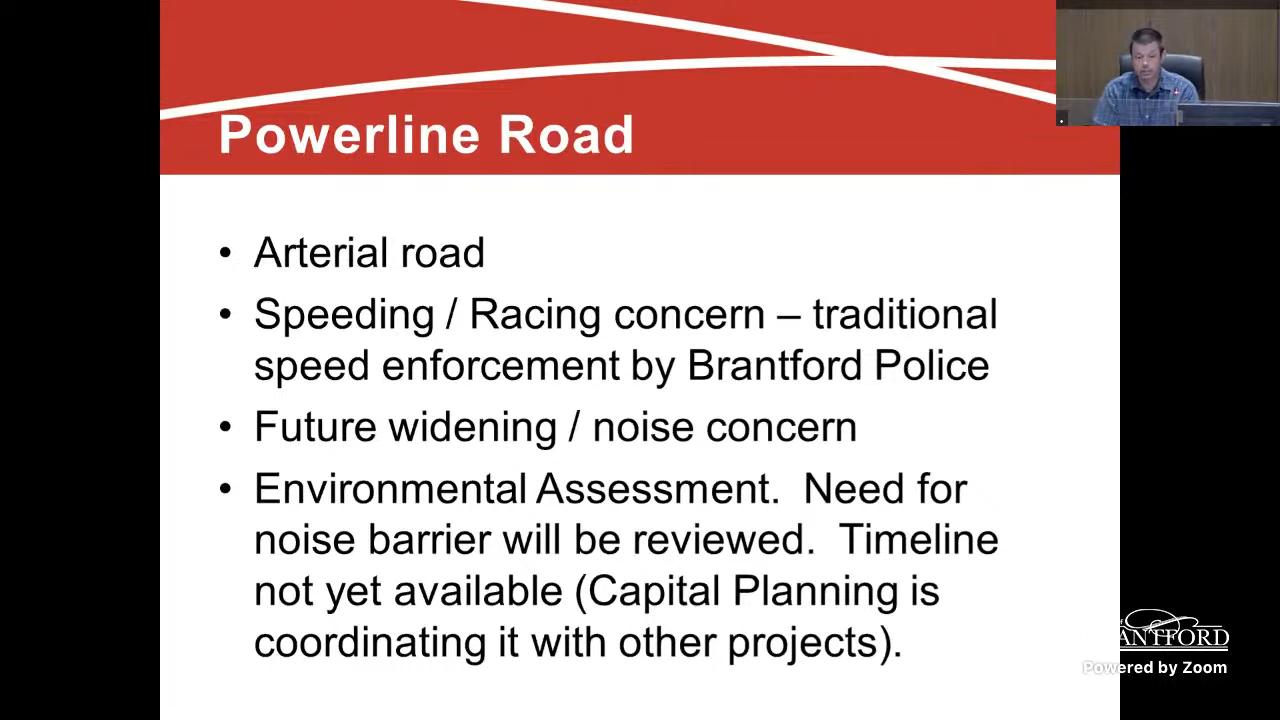 Powerline Road
• Arterial road
• Speeding / Racing concern – traditional
speed enforcement by Brantford Police
• Future widening / noise concern
• Environmental Assessment.  Need for
noise barrier will be reviewed.  Timeline
not yet available (Capital Planning is
coordinating it with other projects).
ANTFORD
Powered by Zoom